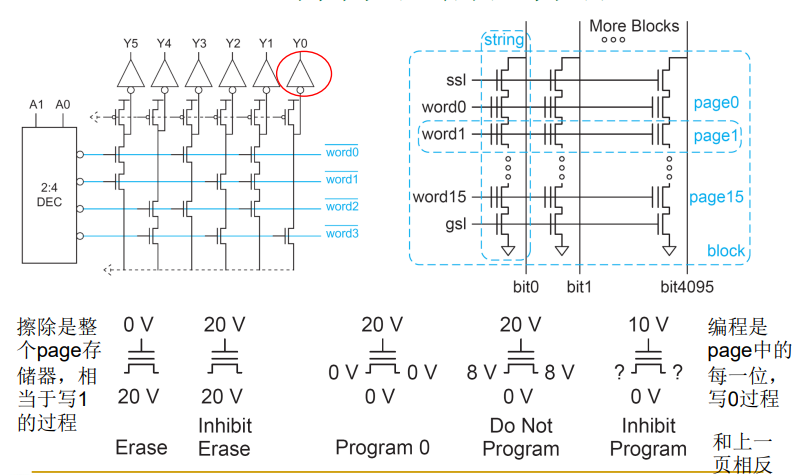 Y5 Y4 Y3 Y2 Y1 Y0
A1 A0
2:4
DEC
word0
word1
word2
word3
More Blocks
string
ssl
word0
page0
word1
page1
word15
page15
gsl
block
bit0 bit1 bit4095
擦除是整
个page存
储器，相
当于写1
的过程
0 V
20 V
Erase
20 V
20 V
Inhibit
Erase
20 V
0 V 0 V
0 V
Program 0
20 V
8 V 8 V
0 V
Do Not
Program
10 V
? ?
0 V
Inhibit
Program
编程是
page中的
每一位，
写0过程
和上一
页相反